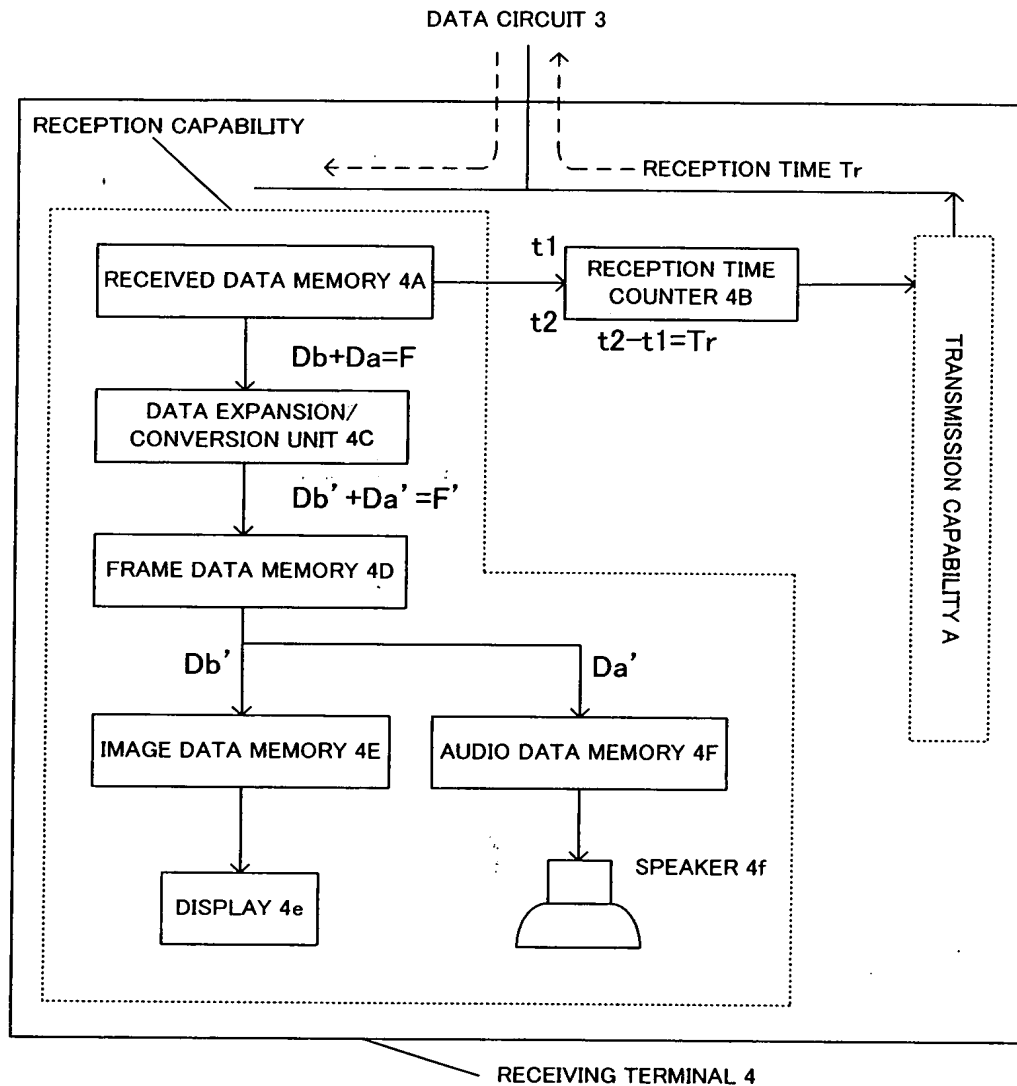 DATA CIRCUIT 3
RECEPTION CAPABILITY
RECEPTION TIME Tr
RECEIVED DATA MEMORY 4A
t1
t2
RECEPTION TIME
COUNTER 4B
t2-t1=Tr
TRANSMISSION CAPABILITY A
Db+Da=F
DATA EXPANSION/
CONVERSION UNIT 4C
Db'+Da'=F'
FRAME DATA MEMORY 4D
Db'
Da'
IMAGE DATA MEMORY 4E
AUDIO DATA MEMORY 4F
DISPLAY 4e
SPEAKER 4f
RECEIVING TERMINAL 4